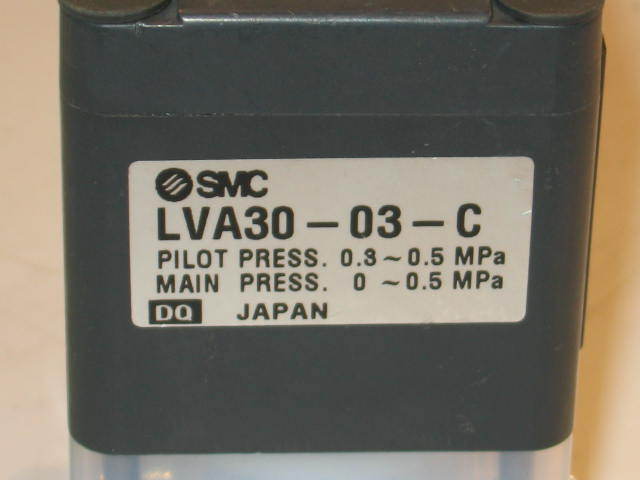 SMC
LVA30-03-C
PILOT PRESS. 0.3~0.5 MPa
MAIN PRESS. 0 ~0.5 MPa
DQ JAPAN